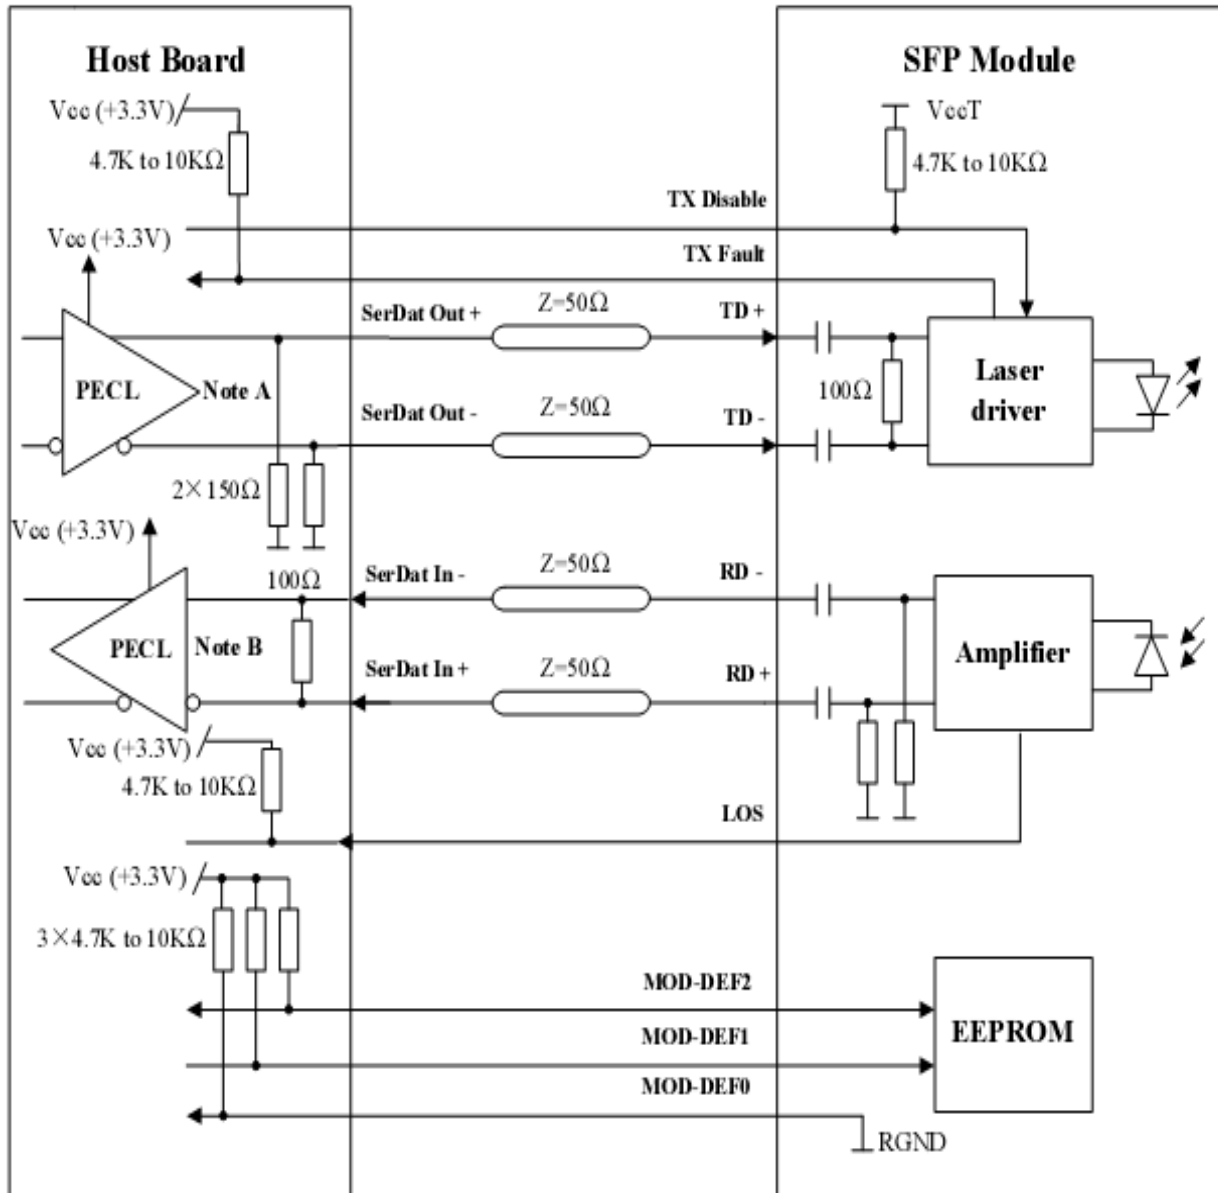 Host Board
SFP Module
Vcc (+3.3V)
VccT
4.7K to 10KΩ
4.7K to 10KΩ
TX Disable
Vcc (+3.3V)
TX Fault
SerDat Out +
Z=50Ω
TD +
PECL
Note A
Laser
driver
100Ω
SerDat Out -
Z=50Ω
TD -
2×150Ω
Vcc (+3.3V)
100Ω
SerDat In -
Z=50Ω
RD -
PECL
Note B
Amplifier
SerDat In +
Z=50Ω
RD +
Vcc (+3.3V)
4.7K to 10KΩ
LOS
Vcc (+3.3V)
3×4.7K to 10KΩ
MOD-DEF2
EEPROM
MOD-DEF1
MOD-DEF0
RGND